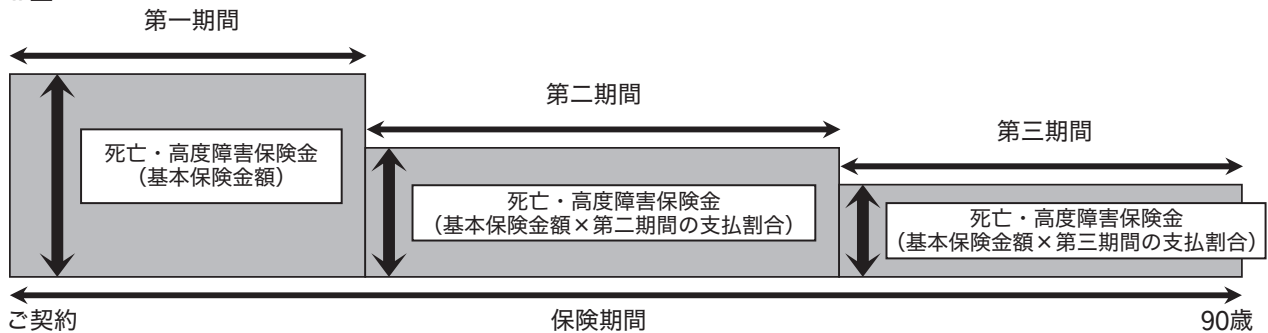 第一期間
死亡・高度障害保険金
（基本保険金額）
第二期間
死亡・高度障害保険金
（基本保険金額×第二期間の支払割合）
第三期間
死亡・高度障害保険金
（基本保険金額×第三期間の支払割合）
ご契約
保険期間
90歳